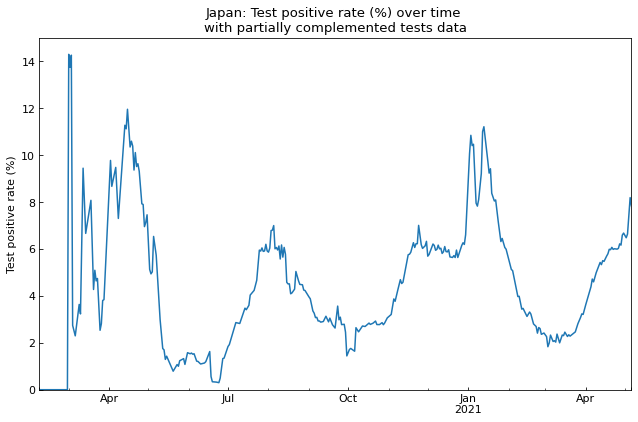 Japan: Test positive rate (%) over time
with partially complemented tests data
Test positive rate (%)
14
12
10
8
6
4
2
0
Apr
Jul
Oct
Jan
2021
Apr